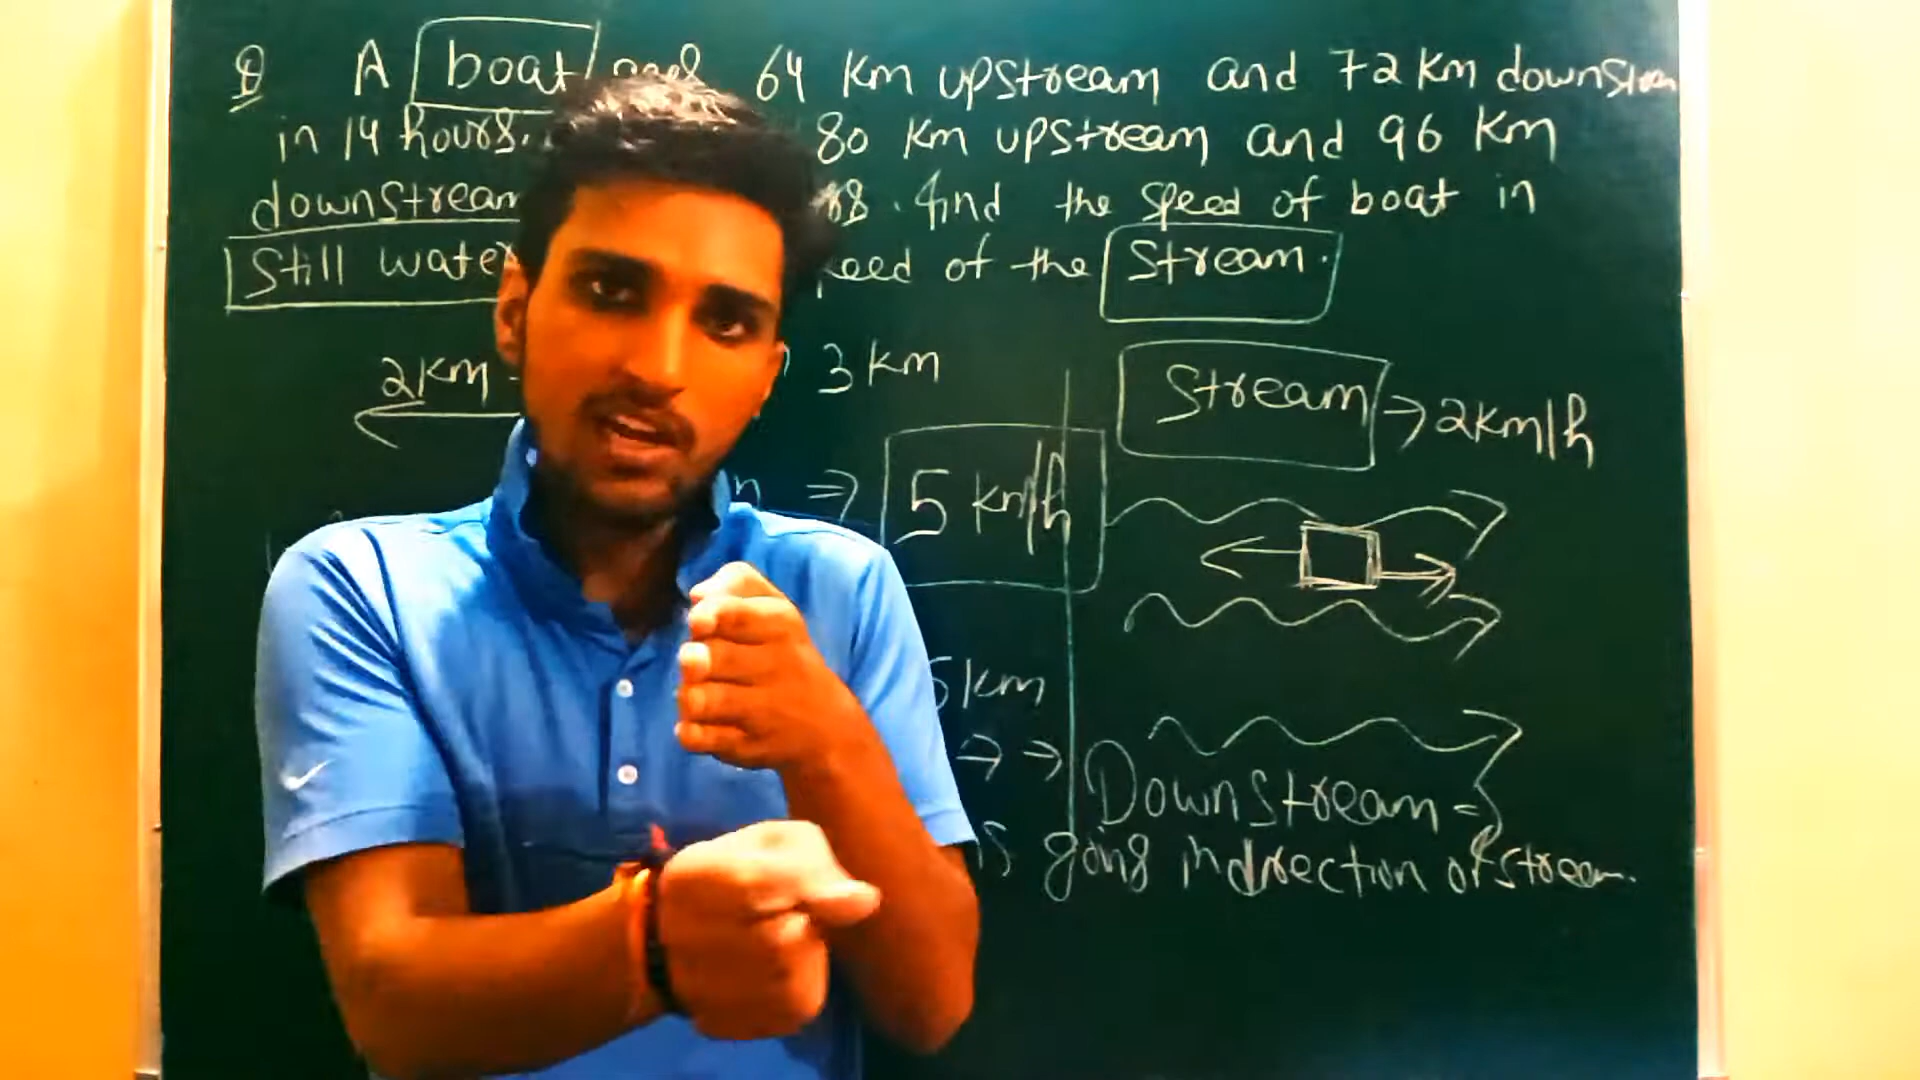 Q A boat goes 64 Km upstream and 72 Km downstream
in 14 hours. 80 Km upstream and 96 Km
downstream find the speed of boat in
Still water of the Stream.
2Km 3 km
Stream → 2Km/h
⇒ 5 Km/h
5 km
→ →
Downstream ⇒
is going in direction of stream.